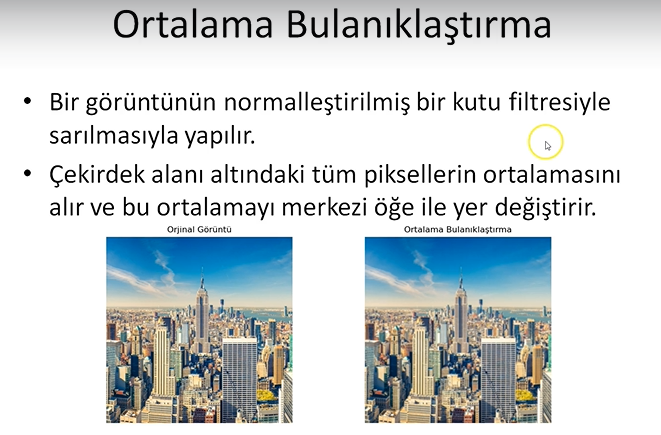 Ortalama Bulanıklaştırma
• Bir görüntünün normalleştirilmiş bir kutu filtresiyle
sarılmasıyla yapılır.
• Çekirdek alanı altındaki tüm piksellerin ortalamasını
alır ve bu ortalamayı merkezi öğe ile yer değiştirir.
Orjinal Görüntü
Ortalama Bulanıklaştırma